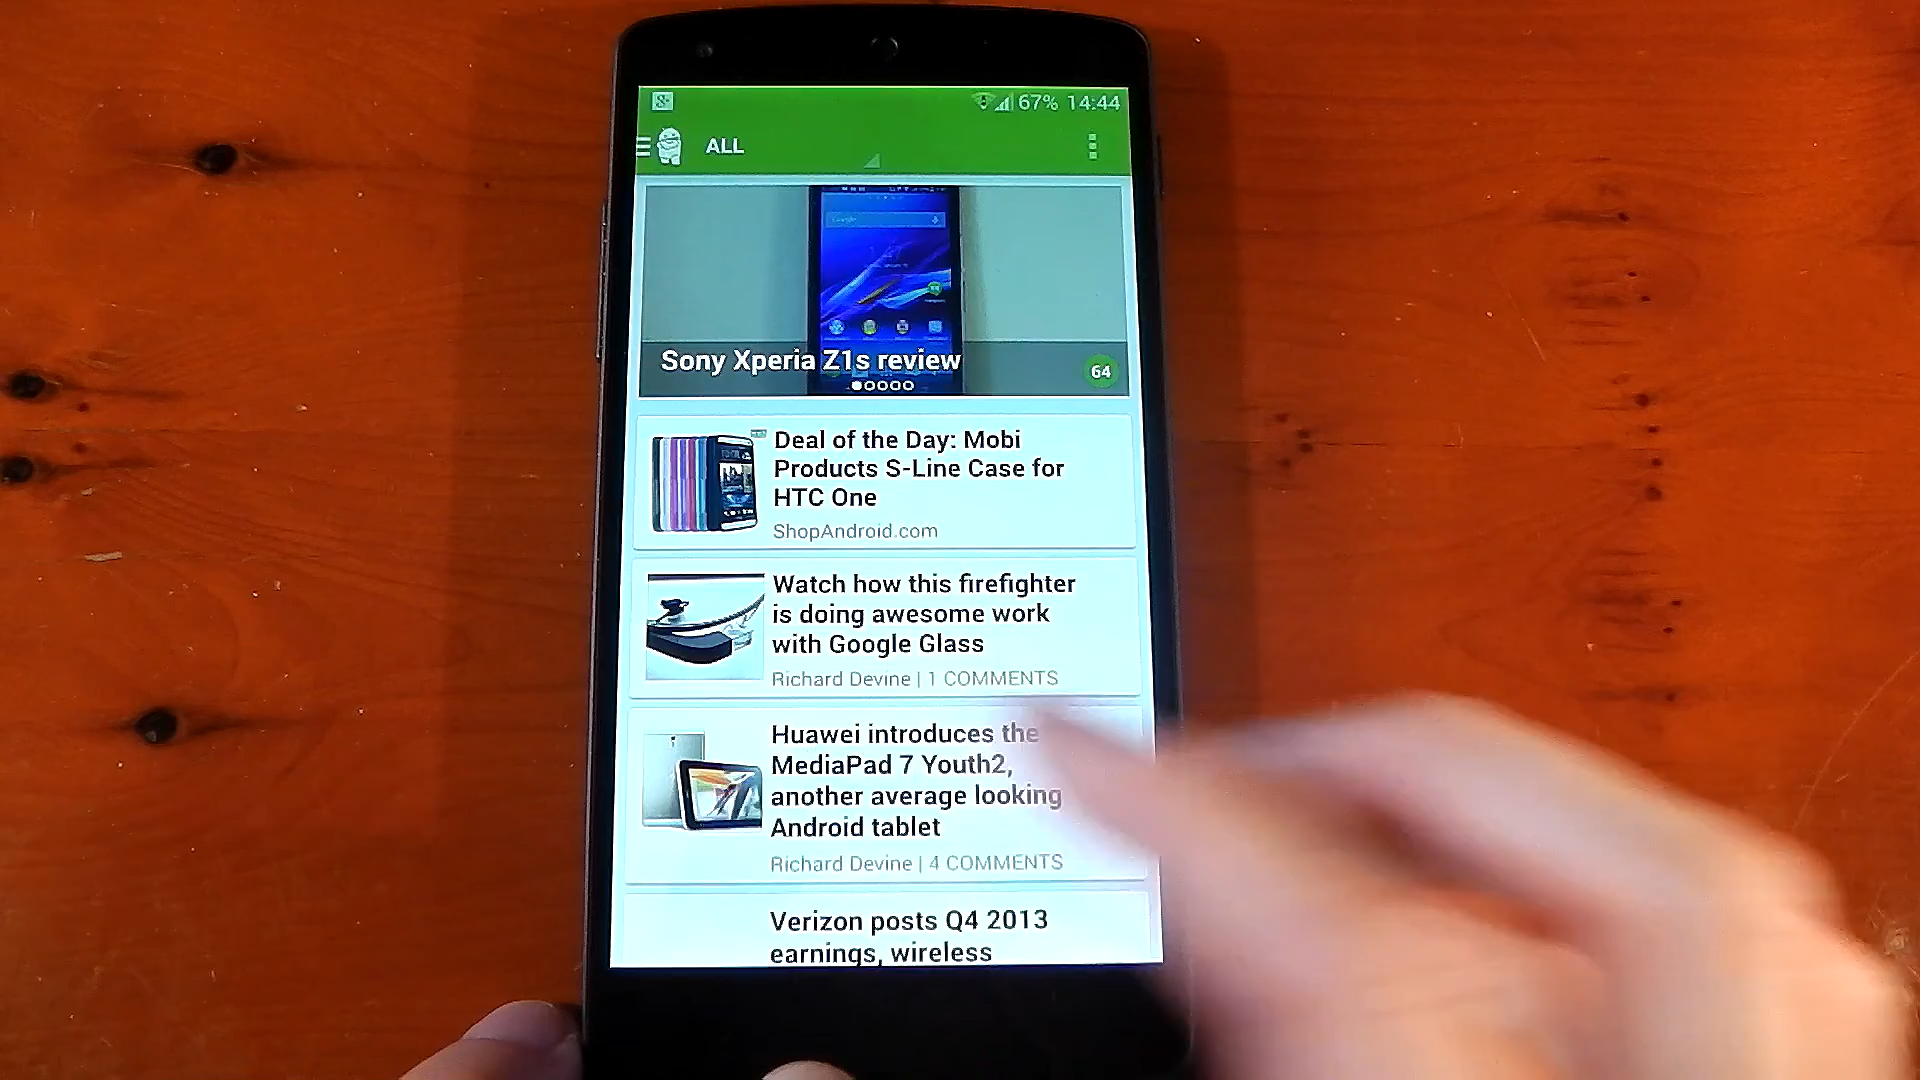 67% 14:44
ALL
Google
Sony Xperia Z1s review
64
Deal of the Day: Mobi
Products S-Line Case for
HTC One
ShopAndroid.com
Watch how this firefighter
is doing awesome work
with Google Glass
Richard Devine | 1 COMMENTS
Huawei introduces the
MediaPad 7 Youth2,
another average looking
Android tablet
Richard Devine | 4 COMMENTS
Verizon posts Q4 2013
earnings, wireless